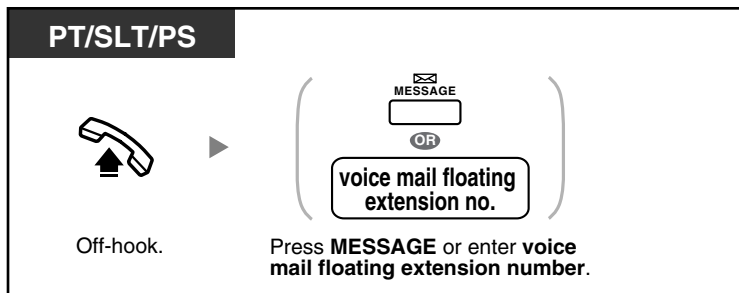 PT/SLT/PS
MESSAGE
OR
voice mail floating
extension no.
Off-hook.
Press MESSAGE or enter voice
mail floating extension number.